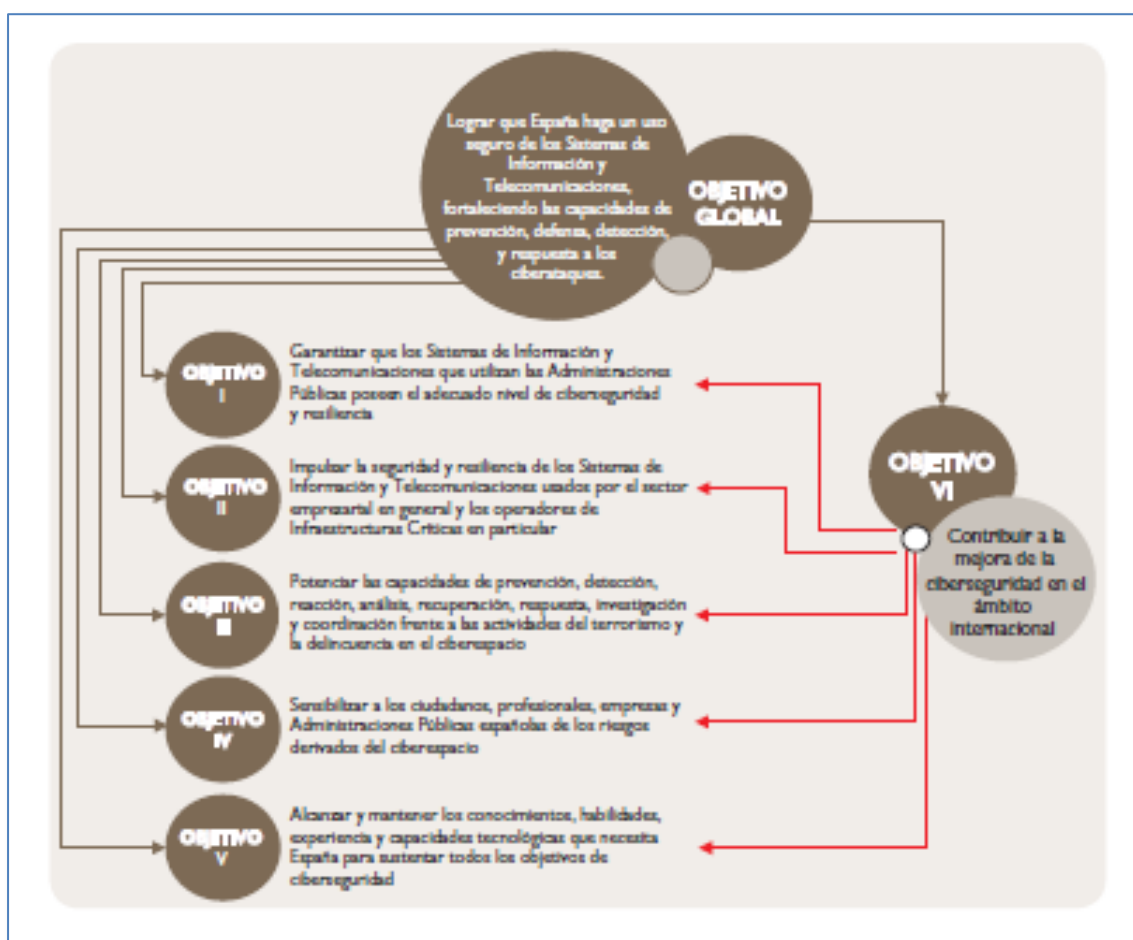 Lograr que España haga un uso
seguro de los Sistemas de
Información y
Telecomunicaciones,
fortaleciendo las capacidades de
prevención, defensa, detección,
y respuesta a los
ciberataques.
OBJETIVO
GLOBAL
OBJETIVO
I
Garantizar que los Sistemas de Información y
Telecomunicaciones que utilizan las Administraciones
Públicas poseen el adecuado nivel de ciberseguridad
y resiliencia
OBJETIVO
II
Impulsar la seguridad y resiliencia de los Sistemas de
Información y Telecomunicaciones usados por el sector
empresarial en general y los operadores de
Infraestructuras Críticas en particular
OBJETIVO
III
Potenciar las capacidades de prevención, detección,
reacción, análisis, recuperación, respuesta, investigación
y coordinación frente a las actividades del terrorismo y
la delincuencia en el ciberespacio
OBJETIVO
IV
Sensibilizar a los ciudadanos, profesionales, empresas y
Administraciones Públicas españolas de los riesgos
derivados del ciberespacio
OBJETIVO
V
Alcanzar y mantener los conocimientos, habilidades,
experiencia y capacidades tecnológicas que necesita
España para sustentar todos los objetivos de
ciberseguridad
OBJETIVO
VI
Contribuir a la
mejora de la
ciberseguridad en el
ámbito
internacional